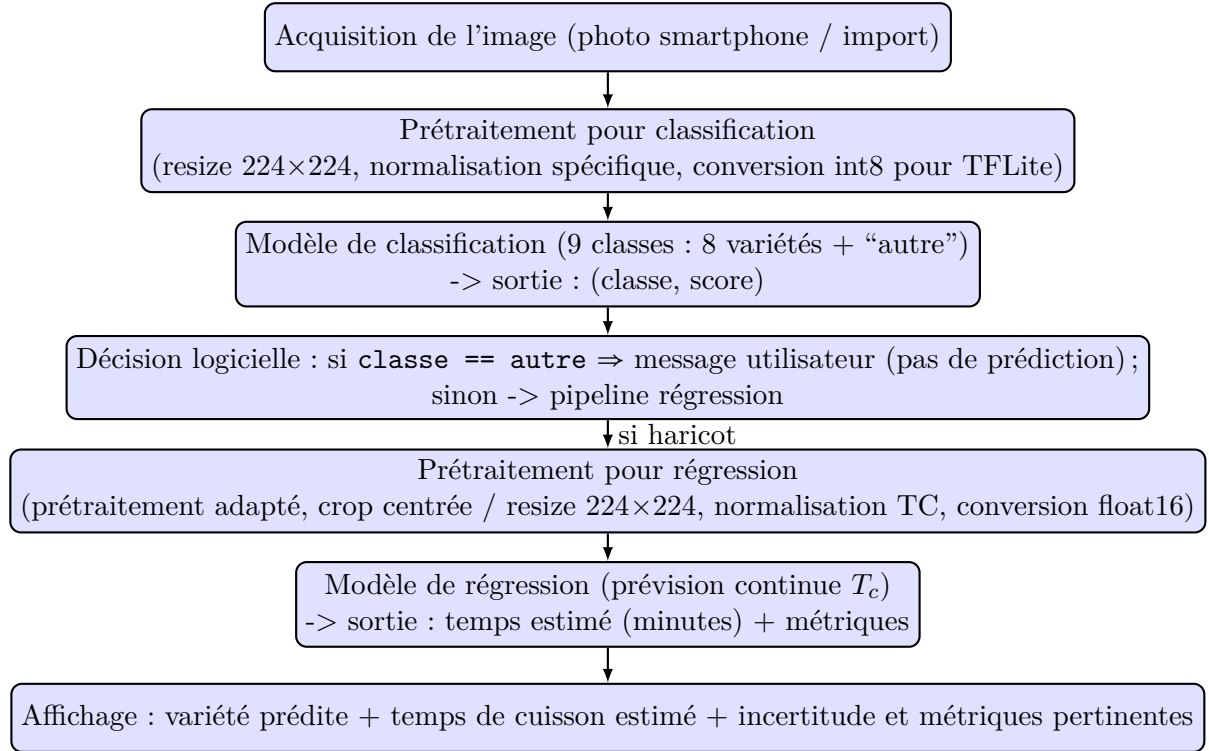 Acquisition de l'image (photo smartphone / import)
Prétraitement pour classification
(resize 224×224, normalisation spécifique, conversion int8 pour TFLite)
Modèle de classification (9 classes : 8 variétés + “autre”)
-> sortie : (classe, score)
Décision logicielle : si classe == autre ⇒ message utilisateur (pas de prédiction) ;
sinon -> pipeline régression
si haricot
Prétraitement pour régression
(prétraitement adapté, crop centrée / resize 224×224, normalisation TC, conversion float16)
Modèle de régression (prévision continue Tc)
-> sortie : temps estimé (minutes) + métriques
Affichage : variété prédite + temps de cuisson estimé + incertitude et métriques pertinentes